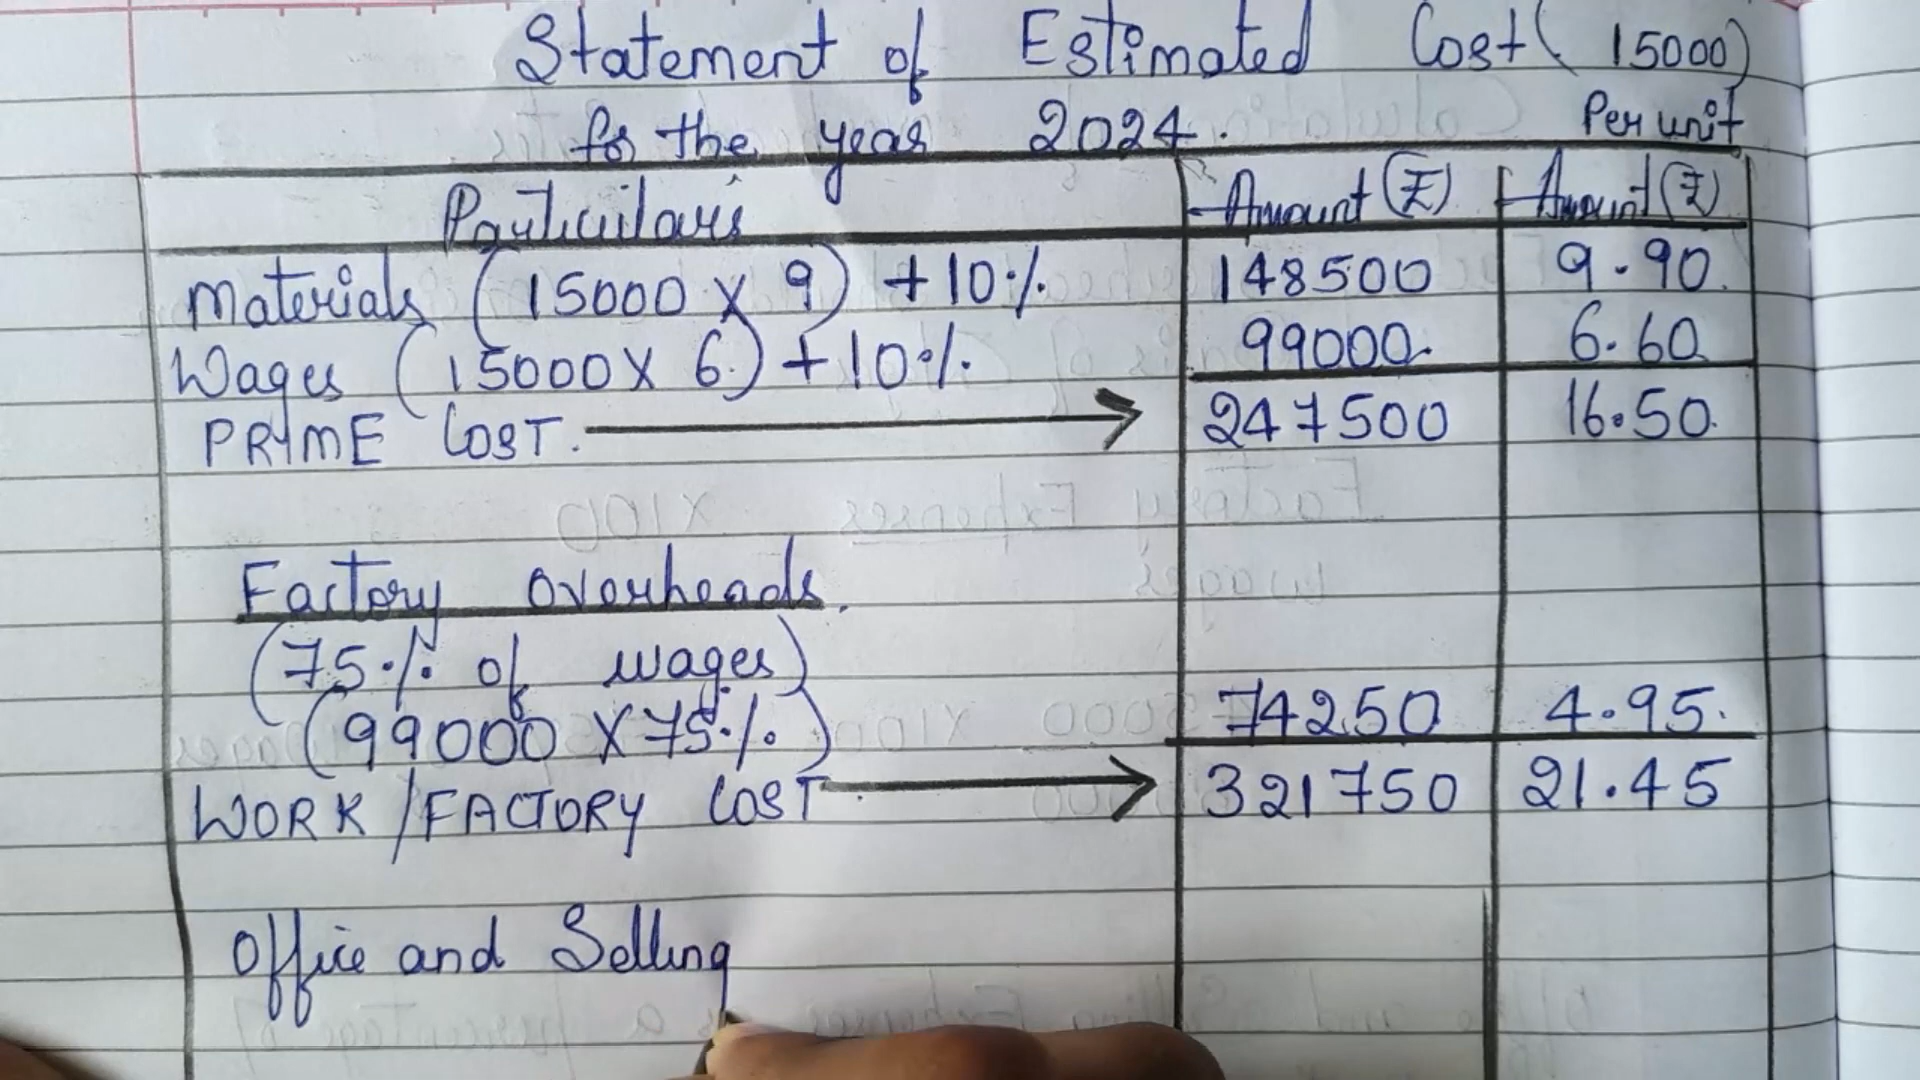 Statement of Estimated Cost (15000)
for the year 2024.
Per unit
Particulars Amount (₹) Amount (₹)
Materials (15000 X 9) + 10% 148500 9.90
Wages (15000 X 6) + 10% 99000 6.60
PRIME COST. → 247500 16.50
Factory Overheads.
(75% of wages)
(99000 X 75%) 74250 4.95
WORK / FACTORY COST → 321750 21.45
Office and Selling